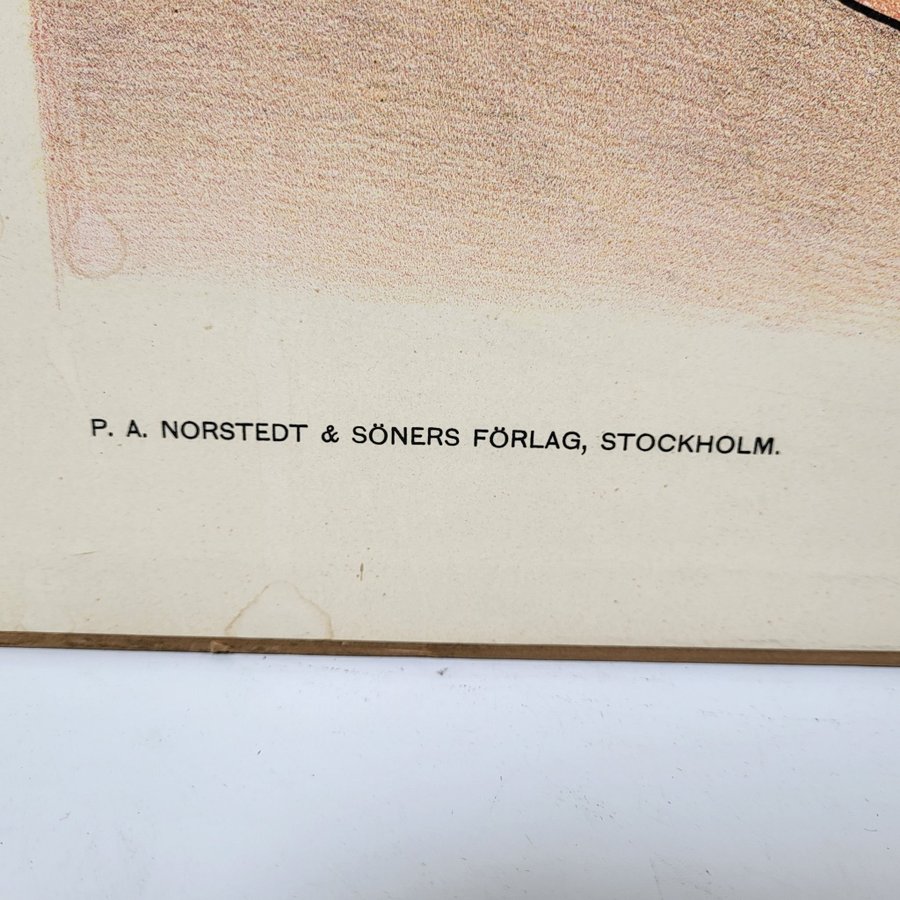 P. A. NORSTEDT & SÖNERS FÖRLAG, STOCKHOLM.